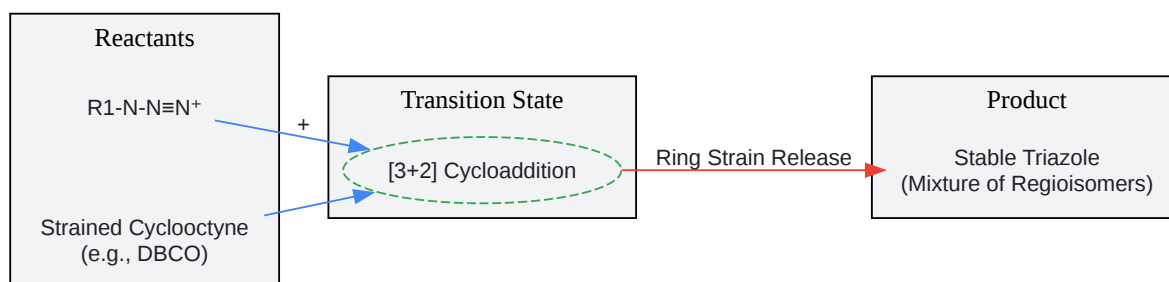 Reactants
R1-N-N≡N⁺
Strained Cyclooctyne
(e.g., DBCO)
+
Transition State
[3+2] Cycloaddition
Ring Strain Release
Product
Stable Triazole
(Mixture of Regioisomers)